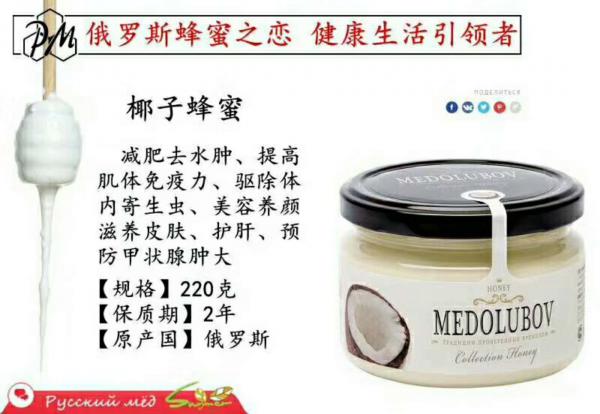 РМ 俄罗斯蜂蜜之恋 健康生活引领者
ПОДЕЛИТЬСЯ
椰子蜂蜜
减肥去水肿、提高
肌体免疫力、驱除体
内寄生虫、美容养颜
滋养皮肤、护肝、预
防甲状腺肿大
【规格】220克
【保质期】2年
【原产国】俄罗斯
MEDOLUBOV
HONEY
MEDOLUBOV
ТРАДИЦИИ ПРОВЕРЕННЫЕ ВРЕМЕНЕМ
Collection Honey
Русский мёд